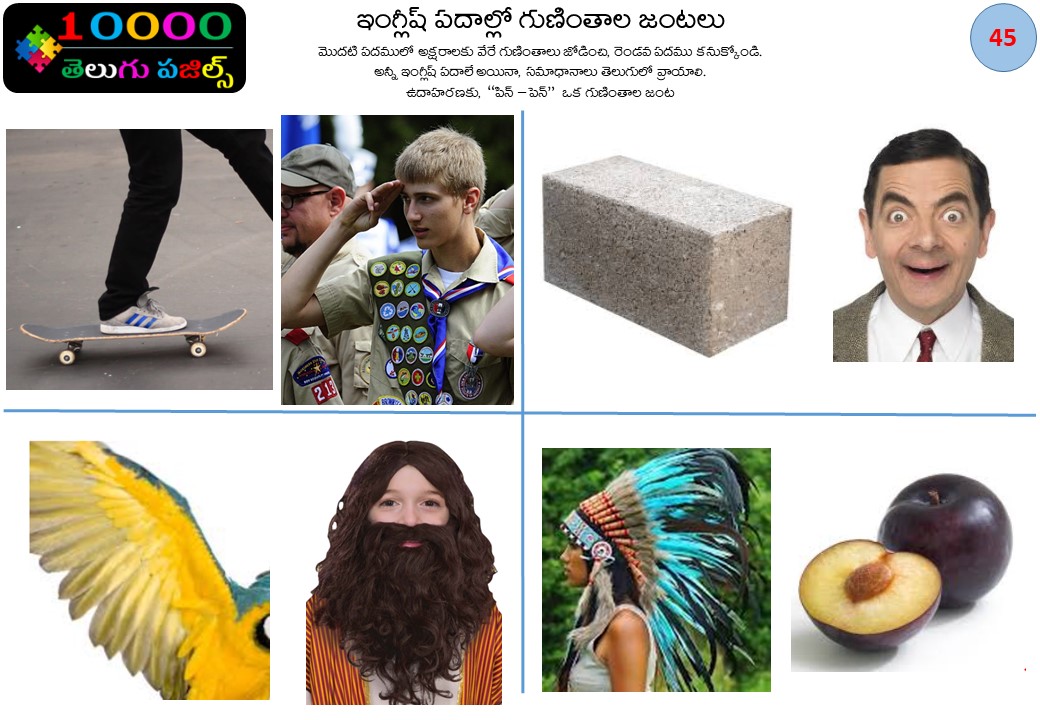 10000
తెలుగు పజిల్స్
ఇంగ్లీష్ పదాల్లో గుణింతాల జంటలు
మొదటి పదములో అక్షరాలకు వేరే గుణింతాలు జోడించి, రెండవ పదము కనుక్కోండి.
అన్నీ ఇంగ్లీష్ పదాలే అయినా, సమాధానాలు తెలుగులో వ్రాయాలి.
ఉదాహరణకు, “పిన్ – పెన్” ఒక గుణింతాల జంట
45